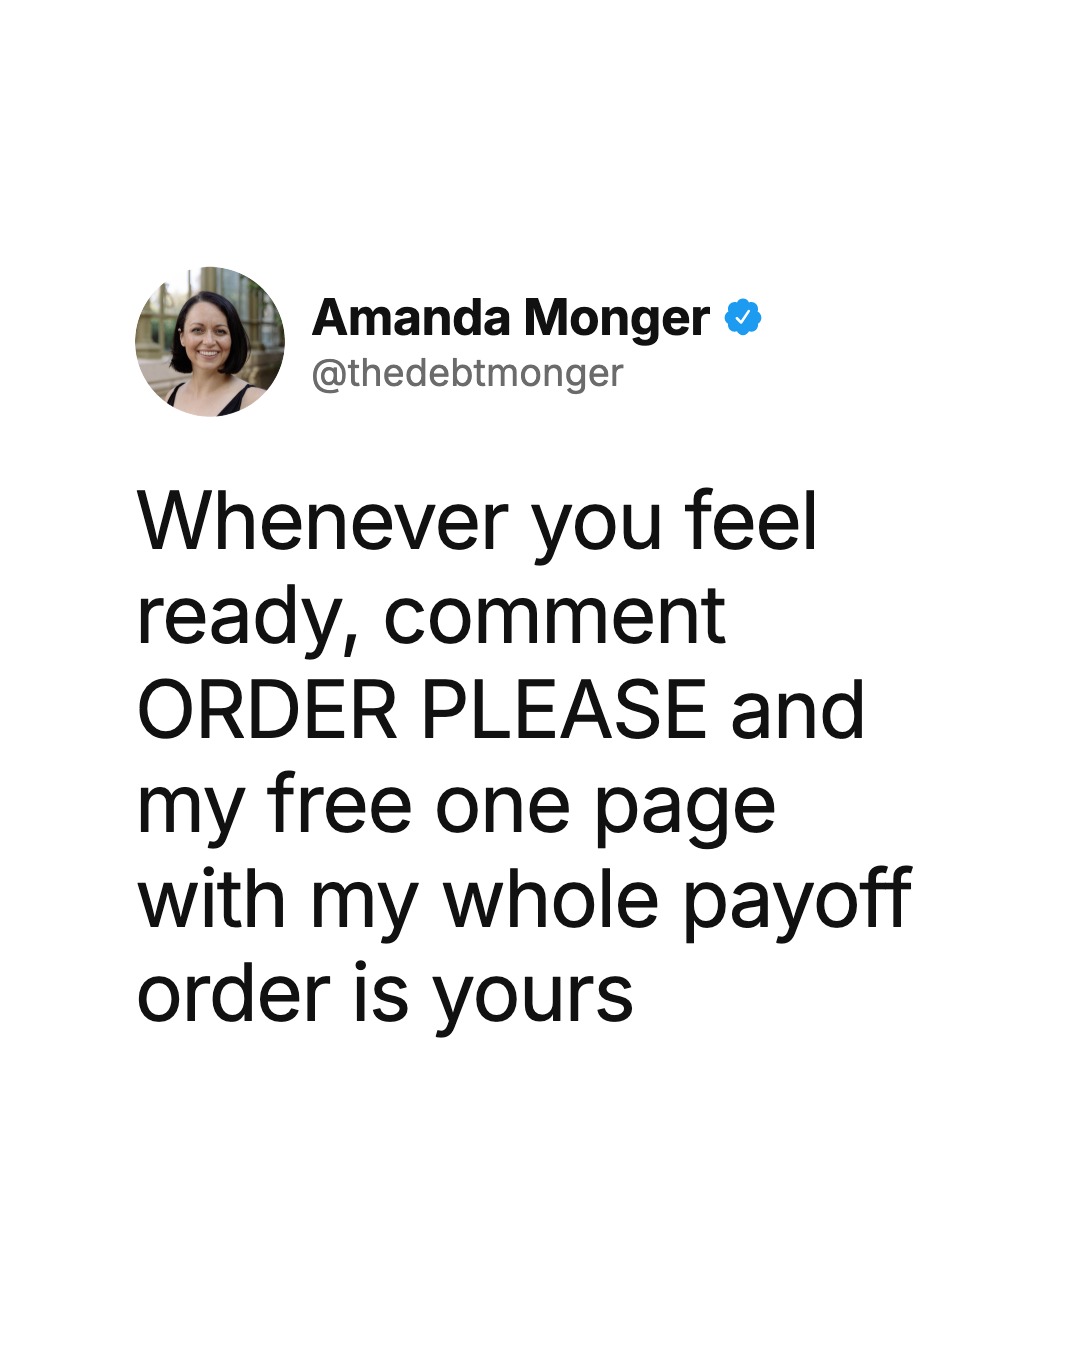 Amanda Monger
@thedebtmonger
Whenever you feel
ready, comment
ORDER PLEASE and
my free one page
with my whole payoff
order is yours